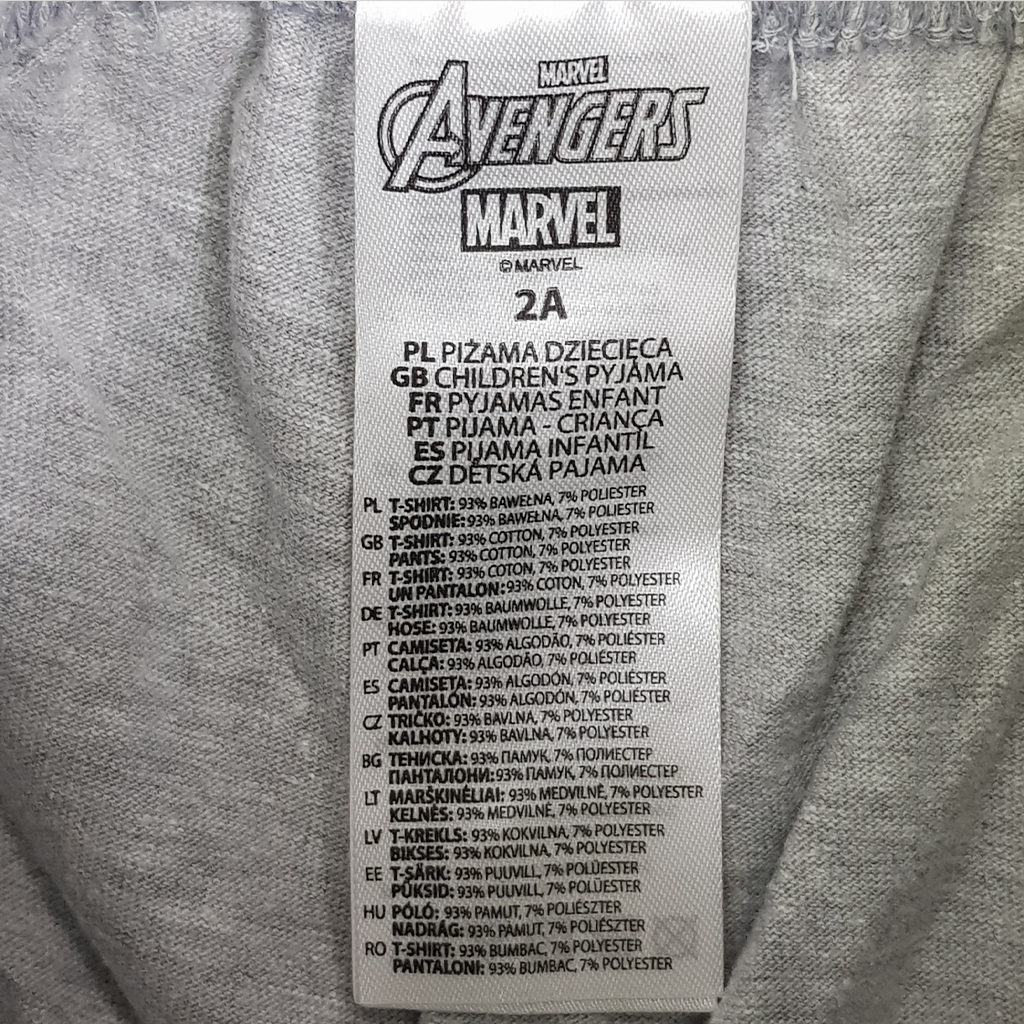 MARVEL
AVENGERS
MARVEL
© MARVEL
2A
PL PIŻAMA DZIECIĘCA
GB CHILDREN'S PYJAMA
FR PYJAMAS ENFANT
PT PIJAMA - CRIANÇA
ES PIJAMA INFANTIL
CZ DĚTSKÁ PAJAMA
PL T-SHIRT: 93% BAWEŁNA, 7% POLIESTER
SPODNIE: 93% BAWEŁNA, 7% POLIESTER
GB T-SHIRT: 93% COTTON, 7% POLYESTER
PANTS: 93% COTTON, 7% POLYESTER
FR T-SHIRT: 93% COTON, 7% POLYESTER
UN PANTALON: 93% COTON, 7% POLYESTER
DE T-SHIRT: 93% BAUMWOLLE, 7% POLYESTER
HOSE: 93% BAUMWOLLE, 7% POLYESTER
PT CAMISETA: 93% ALGODÃO, 7% POLIÉSTER
CALÇA: 93% ALGODÃO, 7% POLIÉSTER
ES CAMISETA: 93% ALGODÓN, 7% POLIÉSTER
PANTALÓN: 93% ALGODÓN, 7% POLIÉSTER
CZ TRIČKO: 93% BAVLNA, 7% POLYESTER
KALHOTY: 93% BAVLNA, 7% POLYESTER
BG ТЕНИСКА: 93% ПАМУК, 7% ПОЛИЕСТЕР
ПАНТАЛОНИ: 93% ПАМУК, 7% ПОЛИЕСТЕР
LT MARŠKINĖLIAI: 93% MEDVILNĖ, 7% POLYESTER
KELNĖS: 93% MEDVILNĖ, 7% POLYESTER
LV T-KREKLS: 93% KOKVILNA, 7% POLYESTER
BIKSES: 93% KOKVILNA, 7% POLYESTER
EE T-SÄRK: 93% PUUVILL, 7% POLÜESTER
PÜKSID: 93% PUUVILL, 7% POLÜESTER
HU PÓLÓ: 93% PAMUT, 7% POLIÉSZTER
NADRÁG: 93% PAMUT, 7% POLIÉSZTER
RO T-SHIRT: 93% BUMBAC, 7% POLYESTER
PANTALONI: 93% BUMBAC, 7% POLYESTER